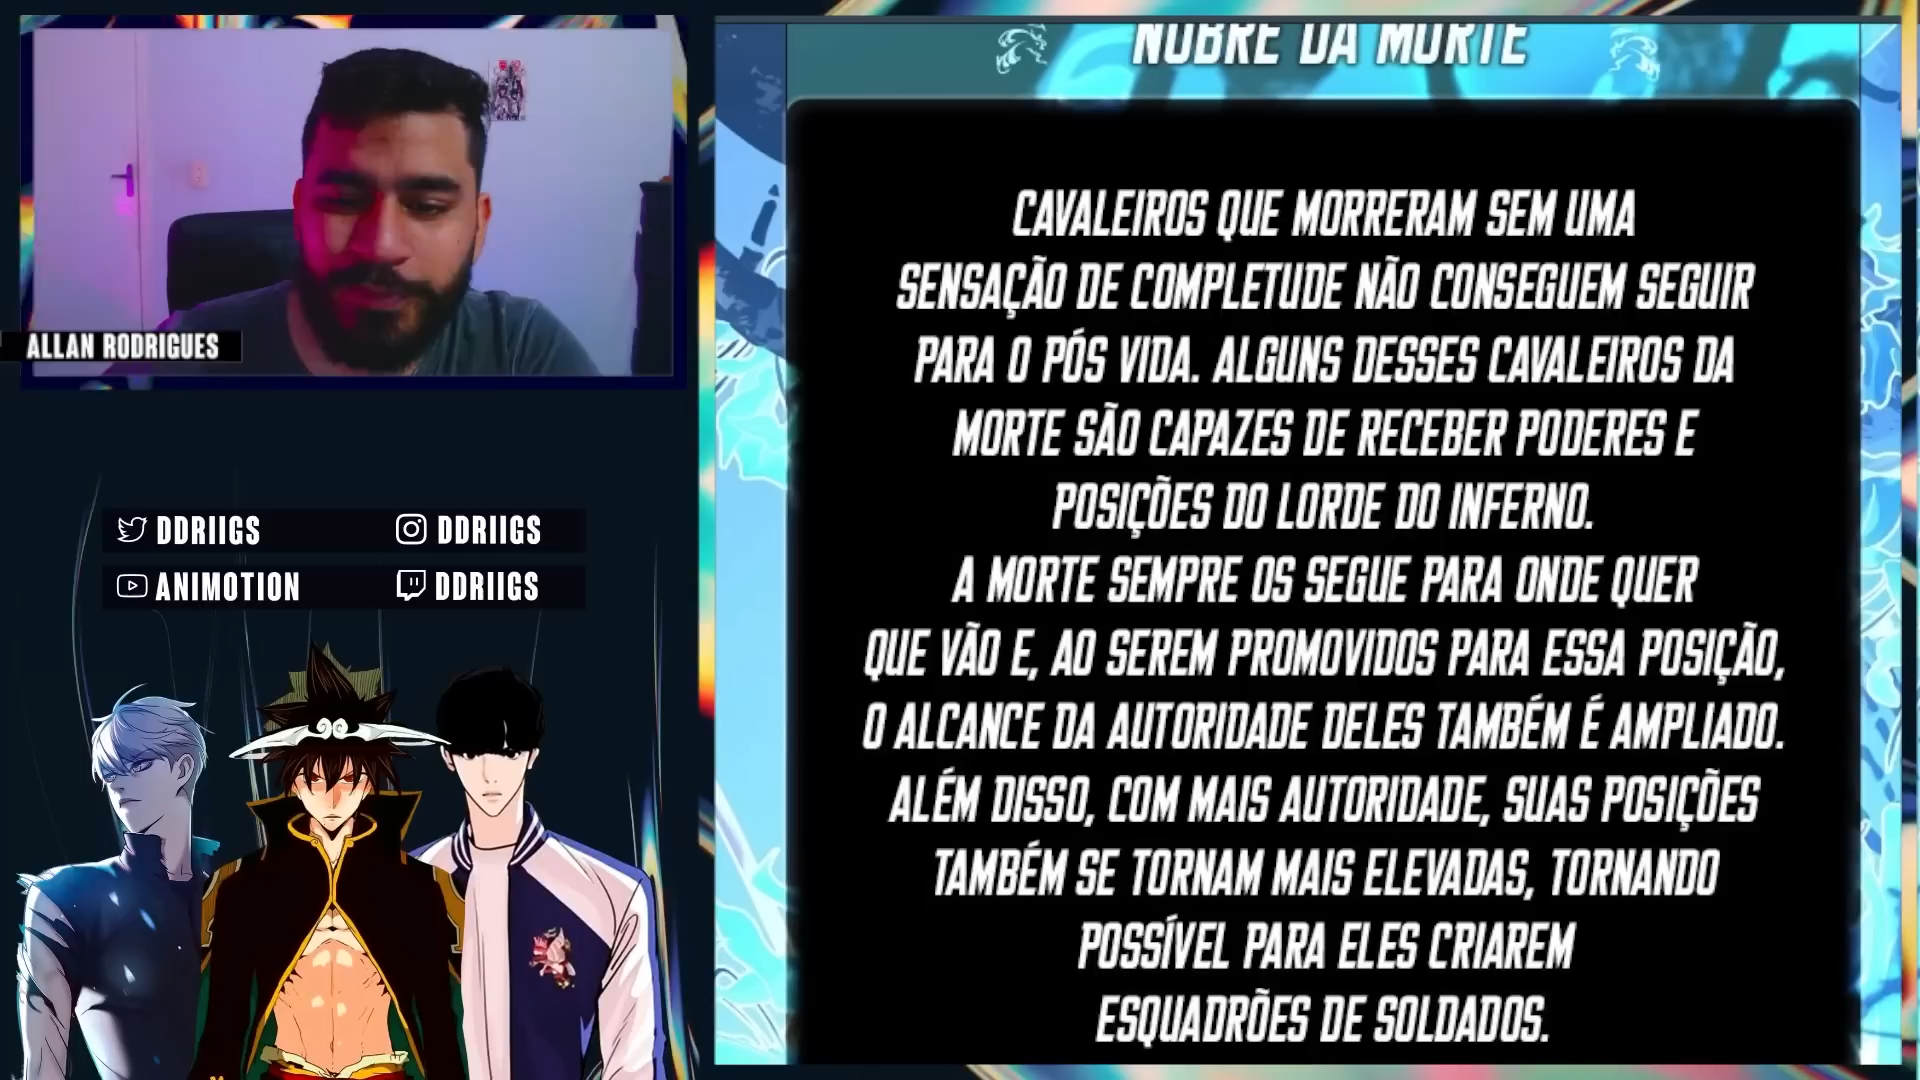 ALLAN RODRIGUES
DDRIIGS
DDRIIGS
ANIMOTION
DDRIIGS
NOBRE DA MORTE
CAVALEIROS QUE MORRERAM SEM UMA
SENSAÇÃO DE COMPLETUDE NÃO CONSEGUEM SEGUIR
PARA O PÓS VIDA. ALGUNS DESSES CAVALEIROS DA
MORTE SÃO CAPAZES DE RECEBER PODERES E
POSIÇÕES DO LORDE DO INFERNO.
A MORTE SEMPRE OS SEGUE PARA ONDE QUER
QUE VÃO E, AO SEREM PROMOVIDOS PARA ESSA POSIÇÃO,
O ALCANCE DA AUTORIDADE DELES TAMBÉM É AMPLIADO.
ALÉM DISSO, COM MAIS AUTORIDADE, SUAS POSIÇÕES
TAMBÉM SE TORNAM MAIS ELEVADAS, TORNANDO
POSSÍVEL PARA ELES CRIAREM
ESQUADRÕES DE SOLDADOS.